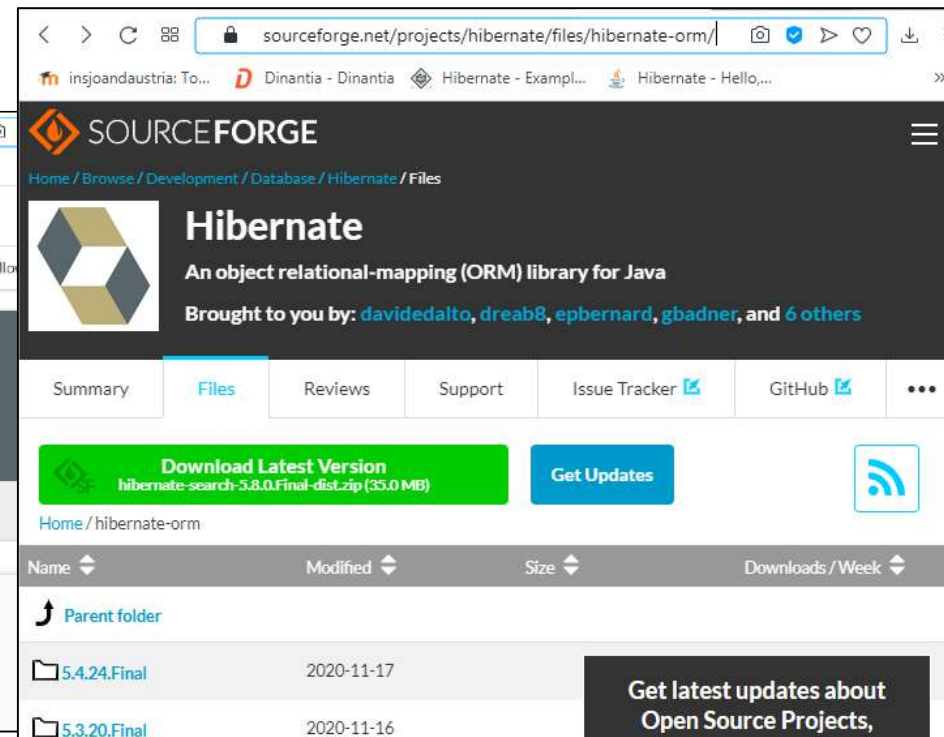 sourceforge.net/projects/hibernate/files/hibernate-orm/
insjoandaustria: To... Dinantia - Dinantia Hibernate - Exampl... Hibernate - Hello,... »
SOURCEFORGE
Home / Browse / Development / Database / Hibernate / Files
Hibernate
An object relational-mapping (ORM) library for Java
Brought to you by: davidedalto, dreab8, epbernard, gbadner, and 6 others
Summary Files Reviews Support Issue Tracker GitHub •••
Download Latest Version
hibernate-search-5.8.0.Final-dist.zip (35.0 MB)
Get Updates
Home / hibernate-orm
Name Modified Size Downloads / Week
Parent folder
5.4.24.Final 2020-11-17
5.3.20.Final 2020-11-16
Get latest updates about
Open Source Projects,